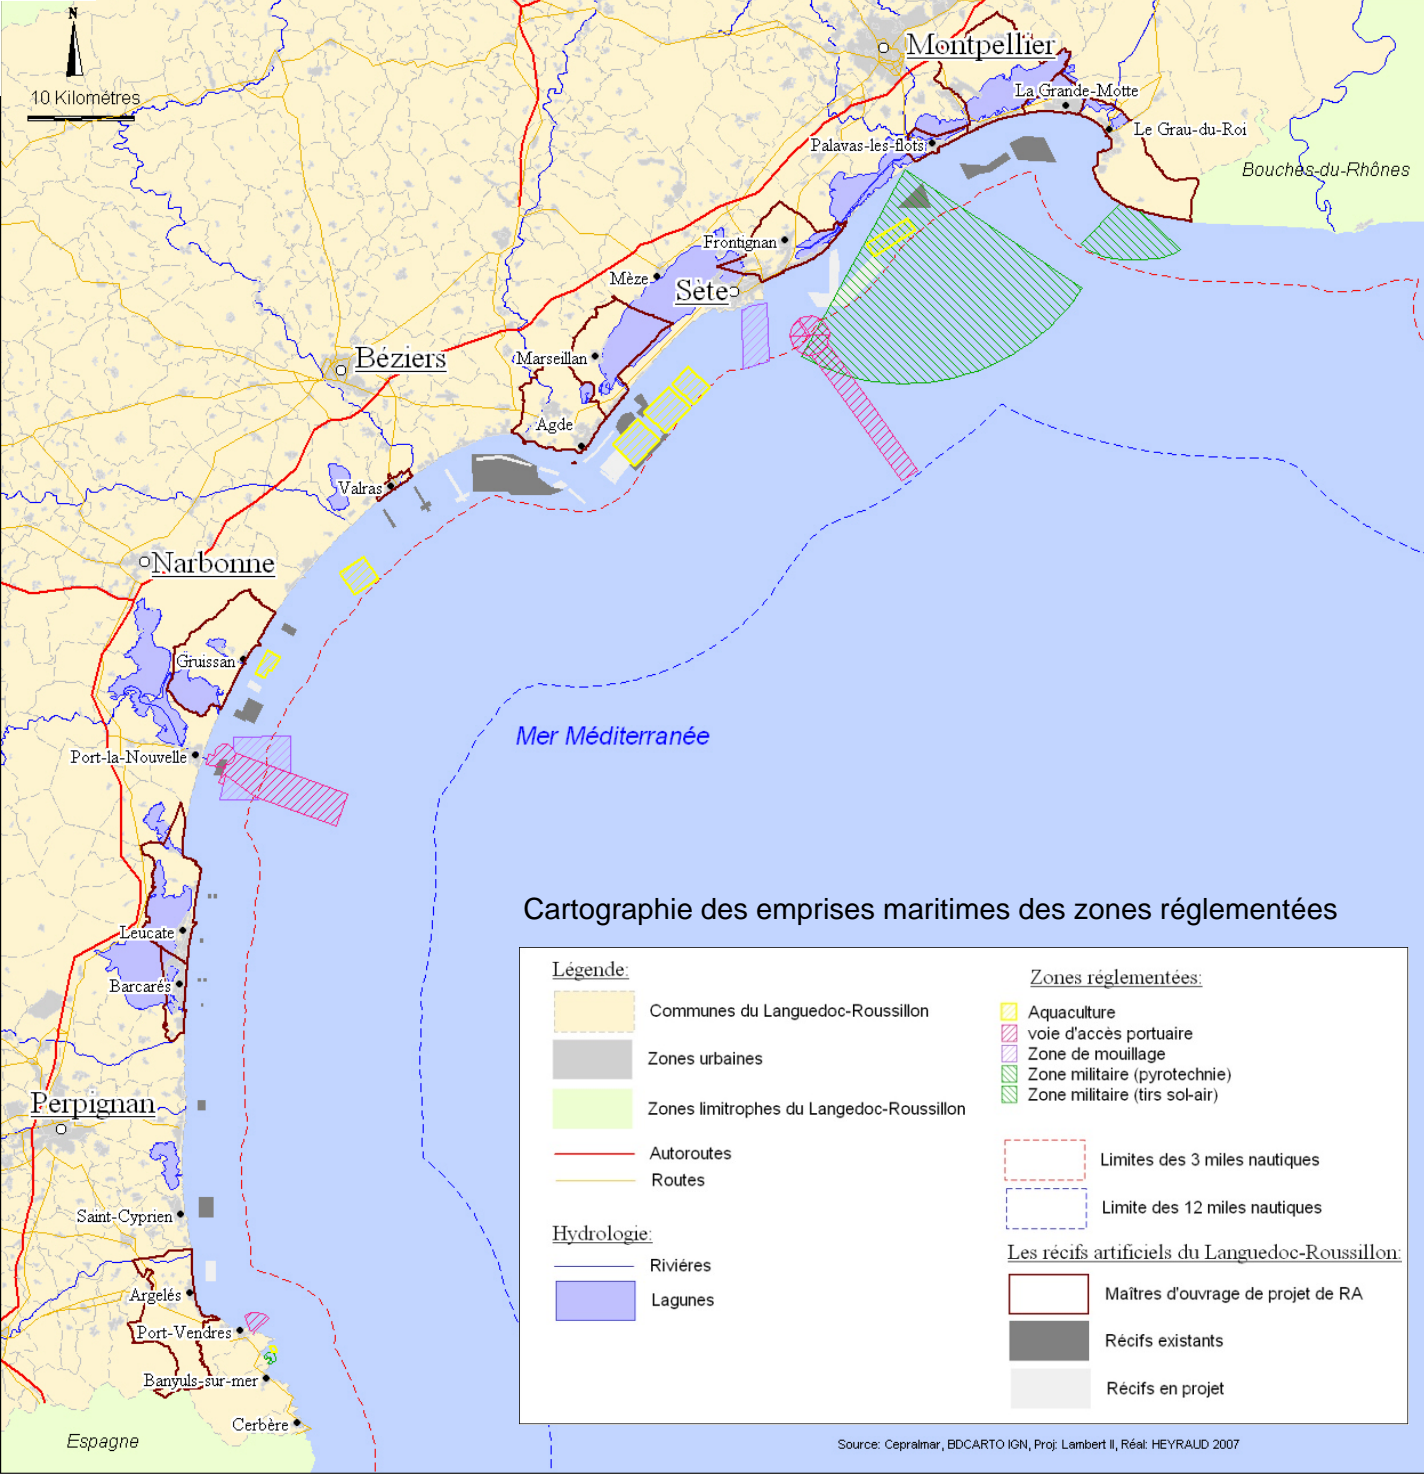 N
10 Kilométres
Montpellier
La Grande-Motte
Le Grau-du-Roi
Palavas-les-flots
Bouches-du-Rhônes
Frontignan
Mèze
Sète
Béziers
Marseillan
Agde
Valras
Narbonne
Gruissan
Mer Méditerranée
Port-la-Nouvelle
Leucate
Barcarés
Perpignan
Saint-Cyprien
Argelés
Port-Vendres
Banyuls-sur-mer
Cerbère
Espagne
Cartographie des emprises maritimes des zones réglementées
Légende:
Communes du Languedoc-Roussillon
Zones urbaines
Zones limitrophes du Langedoc-Roussillon
Autoroutes
Routes
Hydrologie:
Riviéres
Lagunes
Zones réglementées:
Aquaculture
voie d'accès portuaire
Zone de mouillage
Zone militaire (pyrotechnie)
Zone militaire (tirs sol-air)
Limites des 3 miles nautiques
Limite des 12 miles nautiques
Les récifs artificiels du Languedoc-Roussillon:
Maîtres d'ouvrage de projet de RA
Récifs existants
Récifs en projet
Source: Cepralmar, BDCARTO IGN, Proj: Lambert II, Réal: HEYRAUD 2007